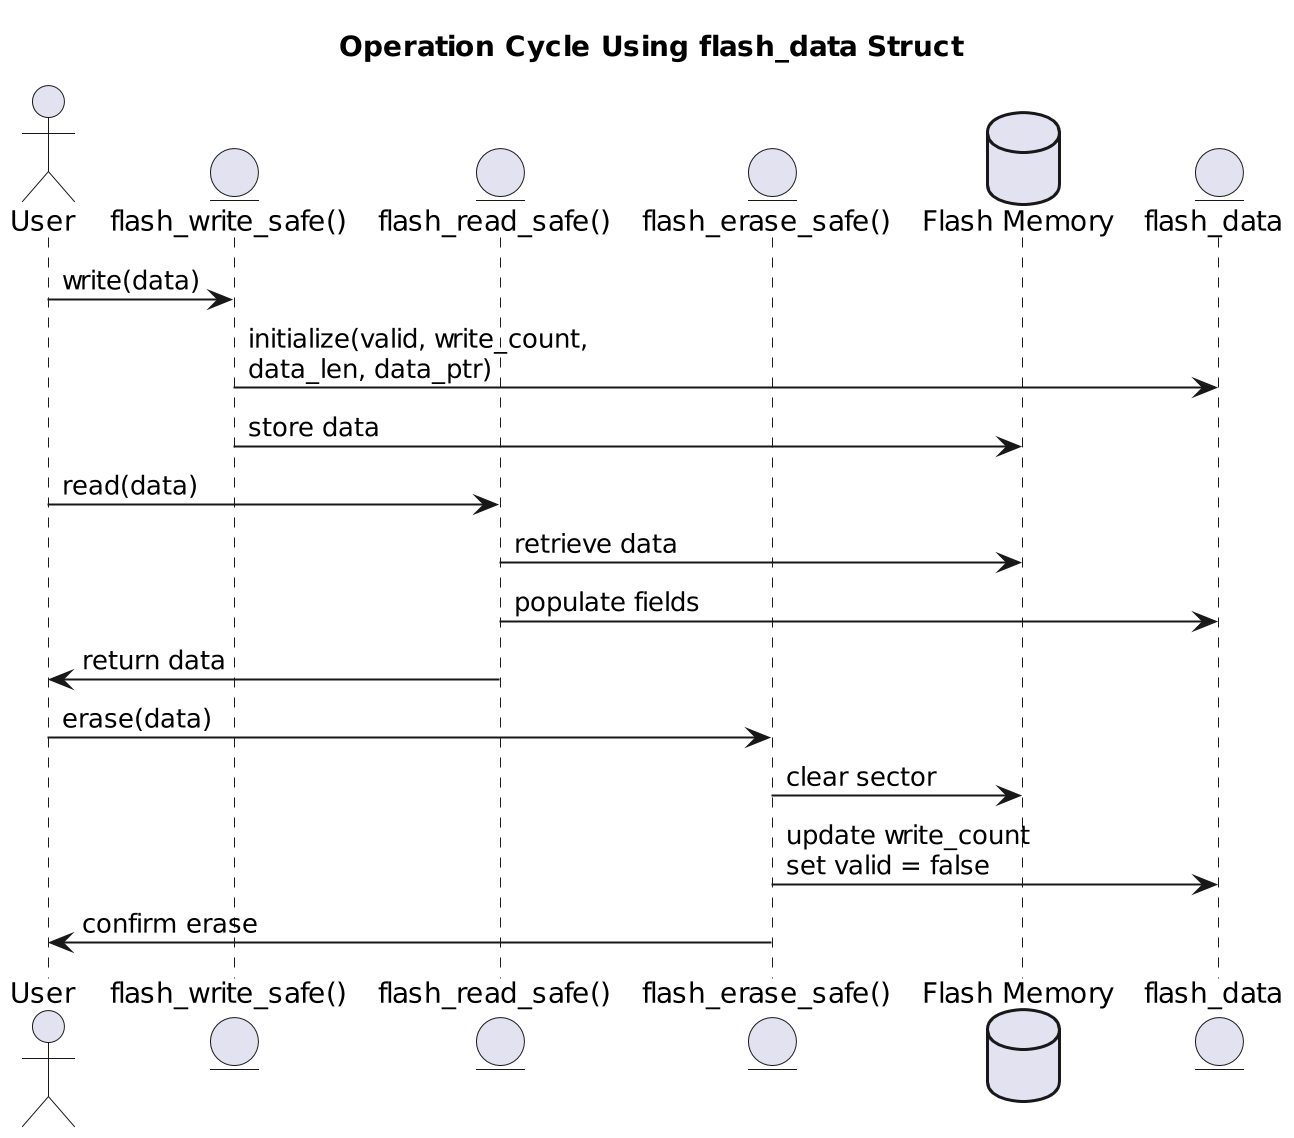 Operation Cycle Using flash_data Struct
User flash_write_safe() flash_read_safe() flash_erase_safe() Flash Memory flash_data
write(data)
initialize(valid, write_count,
data_len, data_ptr)
store data
read(data)
retrieve data
populate fields
return data
erase(data)
clear sector
update write_count
set valid = false
confirm erase
User flash_write_safe() flash_read_safe() flash_erase_safe() Flash Memory flash_data